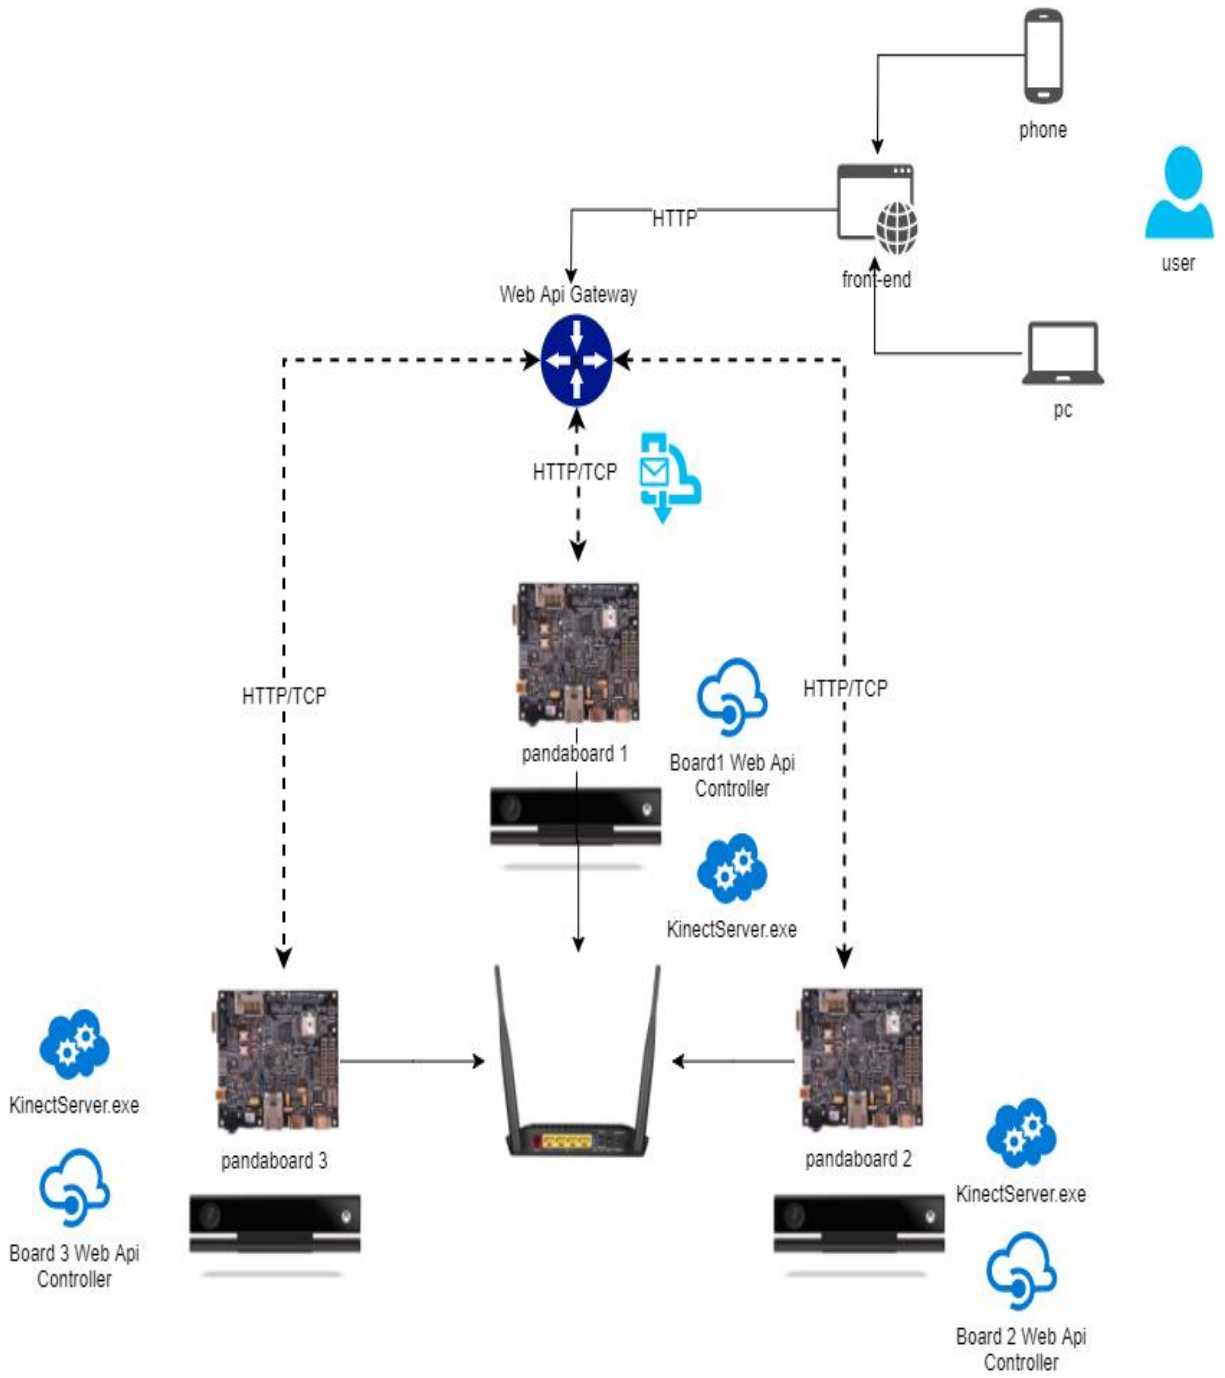 phone
user
HTTP
front-end
Web Api Gateway
pc
HTTP/TCP
HTTP/TCP
HTTP/TCP
pandaboard 1
Board1 Web Api
Controller
KinectServer.exe
KinectServer.exe
pandaboard 3
Board 3 Web Api
Controller
pandaboard 2
KinectServer.exe
Board 2 Web Api
Controller